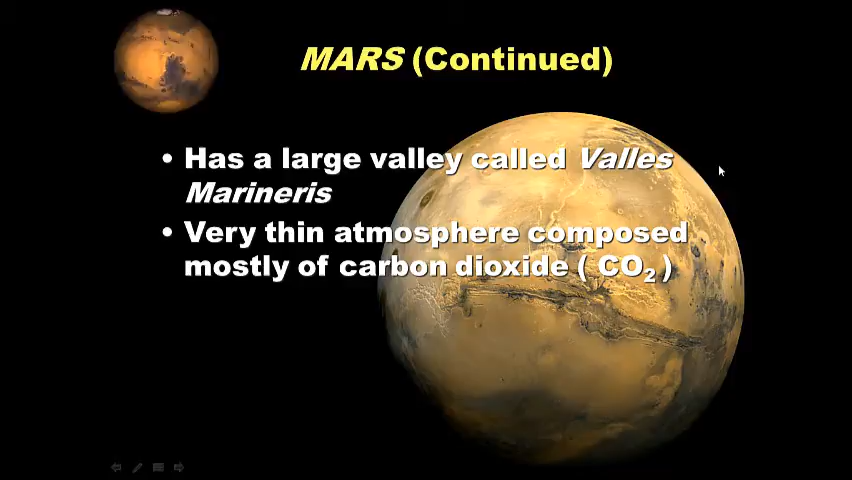 MARS (Continued)
• Has a large valley called Valles
Marineris
• Very thin atmosphere composed
mostly of carbon dioxide ( CO₂ )